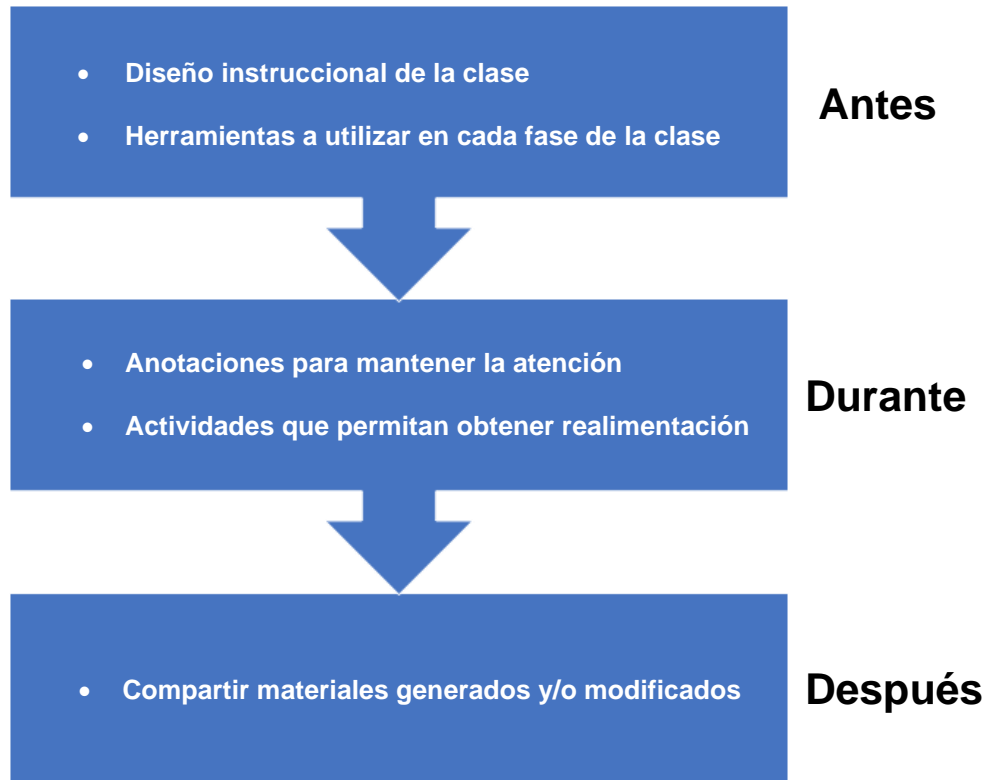 Antes
• Diseño instruccional de la clase
• Herramientas a utilizar en cada fase de la clase
Durante
• Anotaciones para mantener la atención
• Actividades que permitan obtener realimentación
Después
• Compartir materiales generados y/o modificados